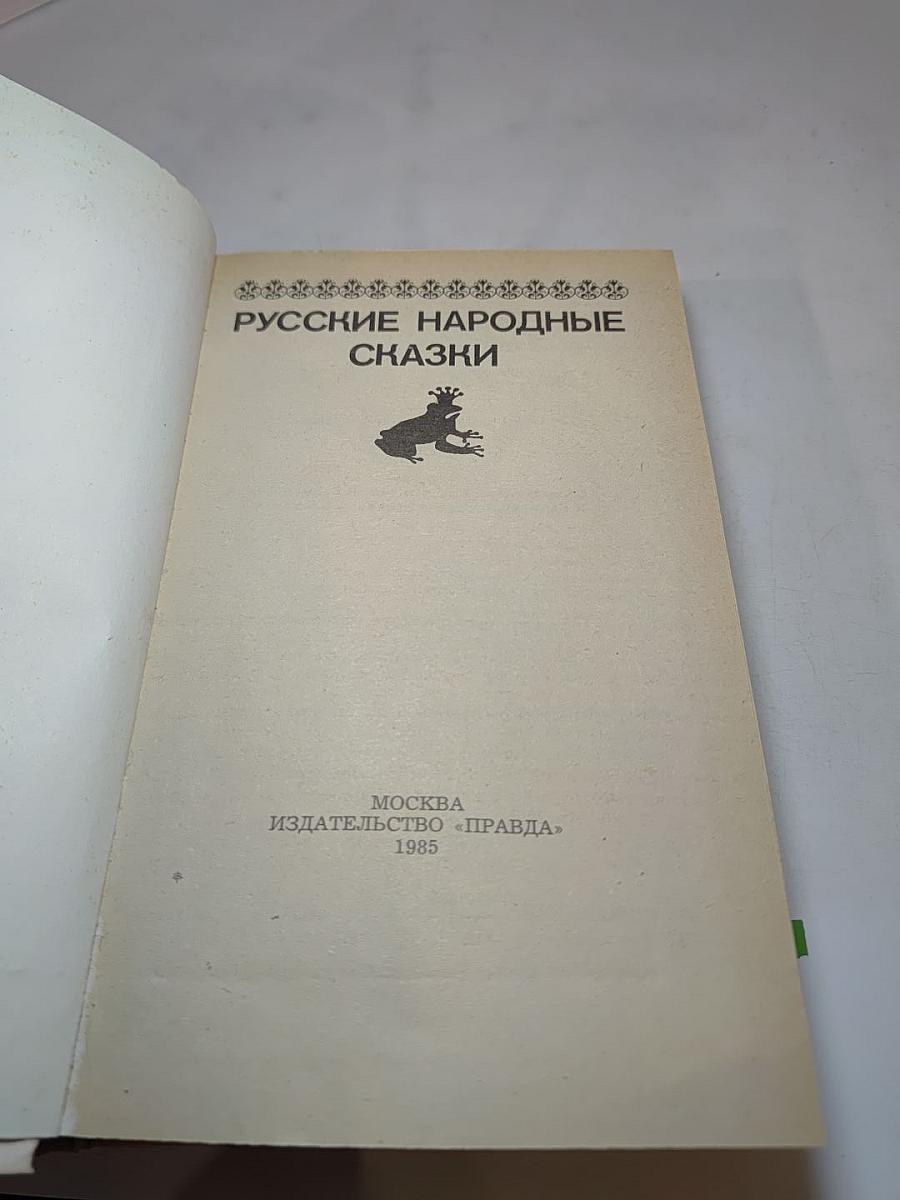 РУССКИЕ НАРОДНЫЕ
СКАЗКИ
МОСКВА
ИЗДАТЕЛЬСТВО «ПРАВДА»
1985